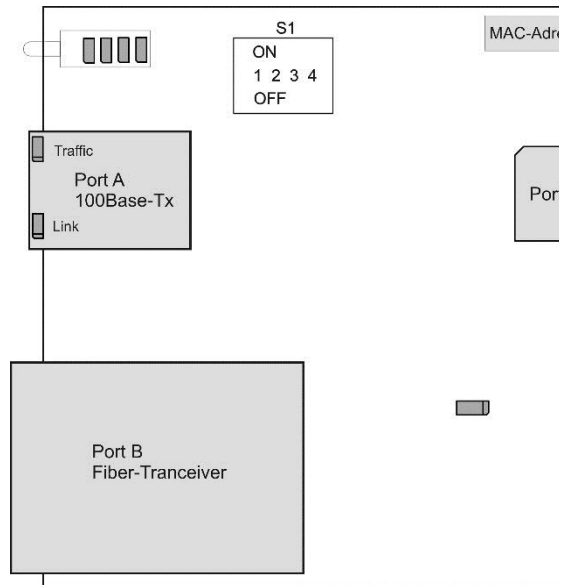 S1
ON
1 2 3 4
OFF
MAC-Adre
Traffic
Port A
100Base-Tx
Link
Por
Port B
Fiber-Tranceiver